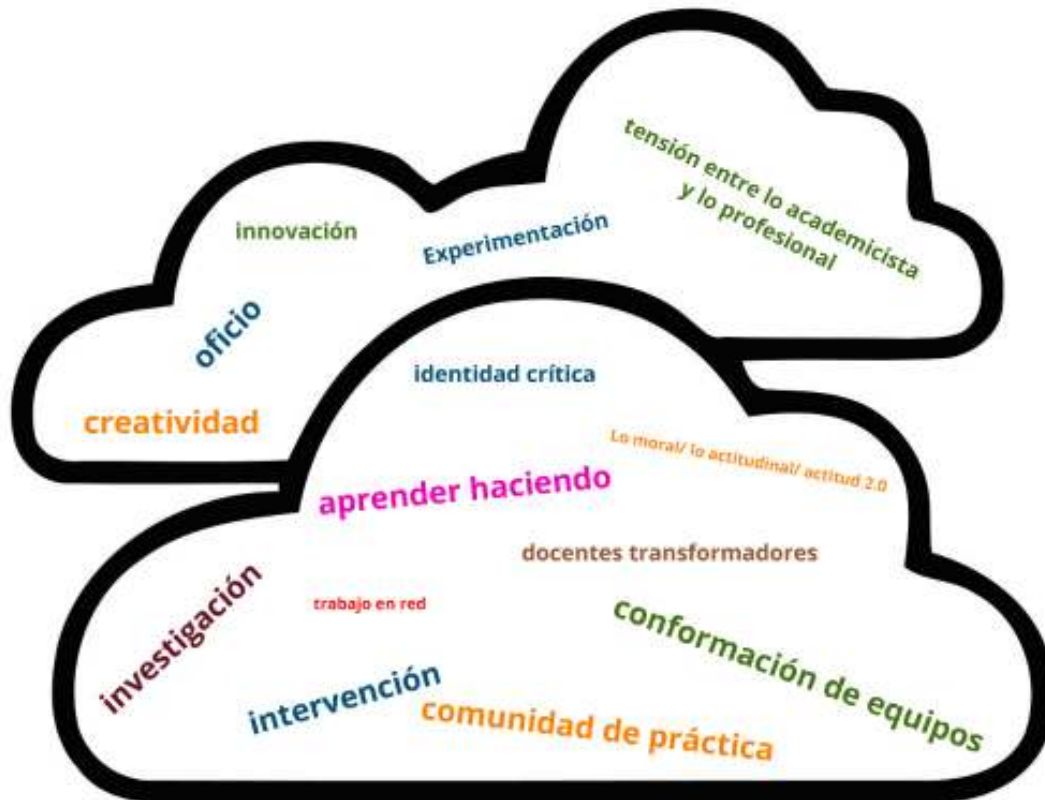 tensión entre lo academicista
y lo profesional
innovación
Experimentación
oficio
creatividad
identidad crítica
Lo moral/ lo actitudinal/ actitud 2.0
aprender haciendo
docentes transformadores
investigación
trabajo en red
conformación de equipos
intervención
comunidad de práctica